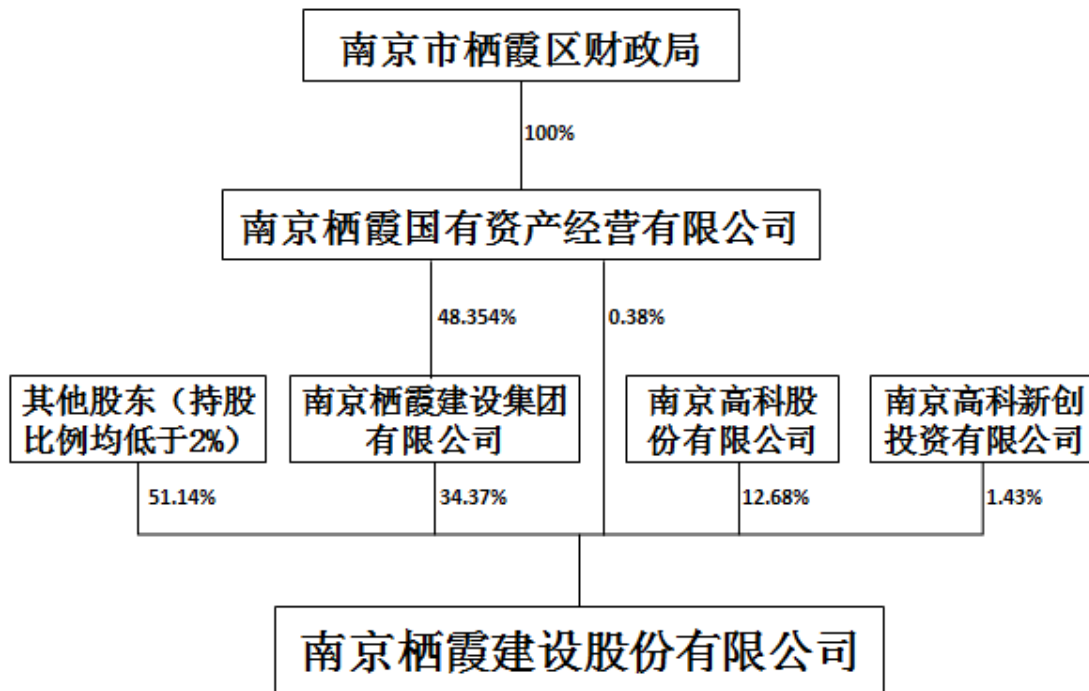 南京市栖霞区财政局
100%
南京栖霞国有资产经营有限公司
48.354%
0.38%
其他股东（持股
比例均低于2%）
南京栖霞建设集团
有限公司
南京高科股
份有限公司
南京高科新创
投资有限公司
51.14%
34.37%
12.68%
1.43%
南京栖霞建设股份有限公司